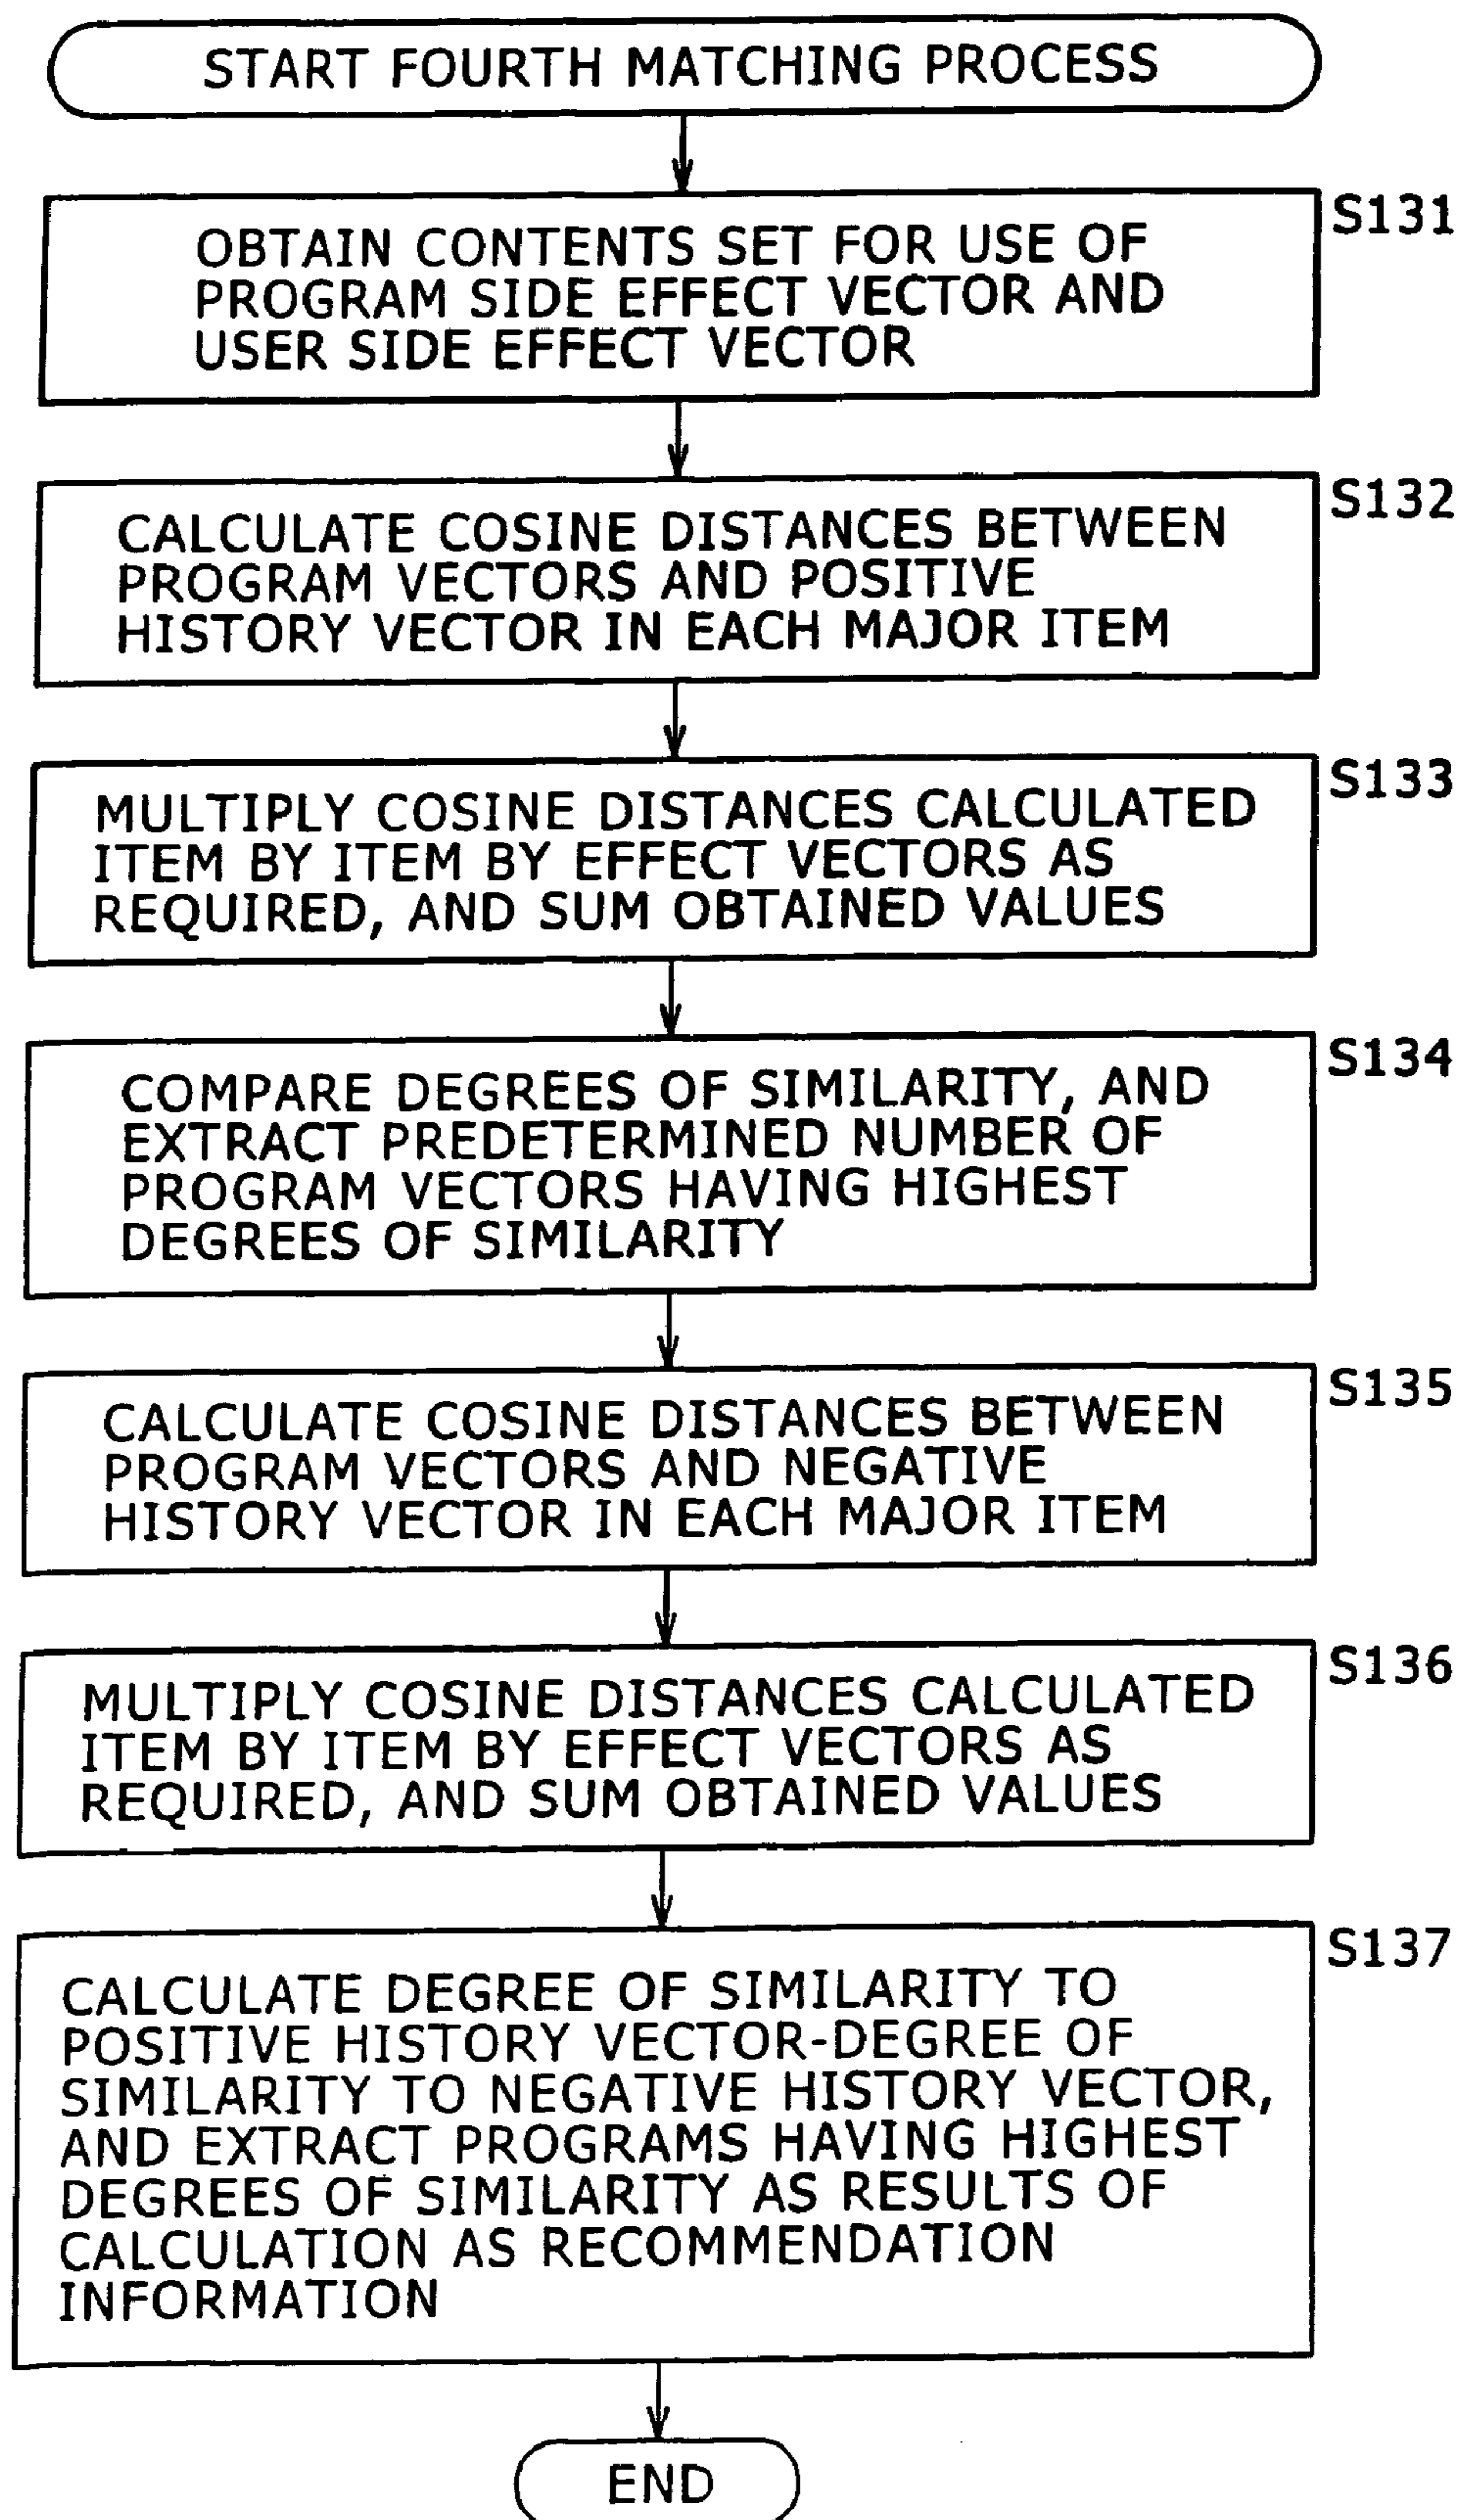 START FOURTH MATCHING PROCESS
S131
OBTAIN CONTENTS SET FOR USE OF
PROGRAM SIDE EFFECT VECTOR AND
USER SIDE EFFECT VECTOR
S132
CALCULATE COSINE DISTANCES BETWEEN
PROGRAM VECTORS AND POSITIVE
HISTORY VECTOR IN EACH MAJOR ITEM
S133
MULTIPLY COSINE DISTANCES CALCULATED
ITEM BY ITEM BY EFFECT VECTORS AS
REQUIRED, AND SUM OBTAINED VALUES
S134
COMPARE DEGREES OF SIMILARITY, AND
EXTRACT PREDETERMINED NUMBER OF
PROGRAM VECTORS HAVING HIGHEST
DEGREES OF SIMILARITY
S135
CALCULATE COSINE DISTANCES BETWEEN
PROGRAM VECTORS AND NEGATIVE
HISTORY VECTOR IN EACH MAJOR ITEM
S136
MULTIPLY COSINE DISTANCES CALCULATED
ITEM BY ITEM BY EFFECT VECTORS AS
REQUIRED, AND SUM OBTAINED VALUES
S137
CALCULATE DEGREE OF SIMILARITY TO
POSITIVE HISTORY VECTOR-DEGREE OF
SIMILARITY TO NEGATIVE HISTORY VECTOR,
AND EXTRACT PROGRAMS HAVING HIGHEST
DEGREES OF SIMILARITY AS RESULTS OF
CALCULATION AS RECOMMENDATION
INFORMATION
END